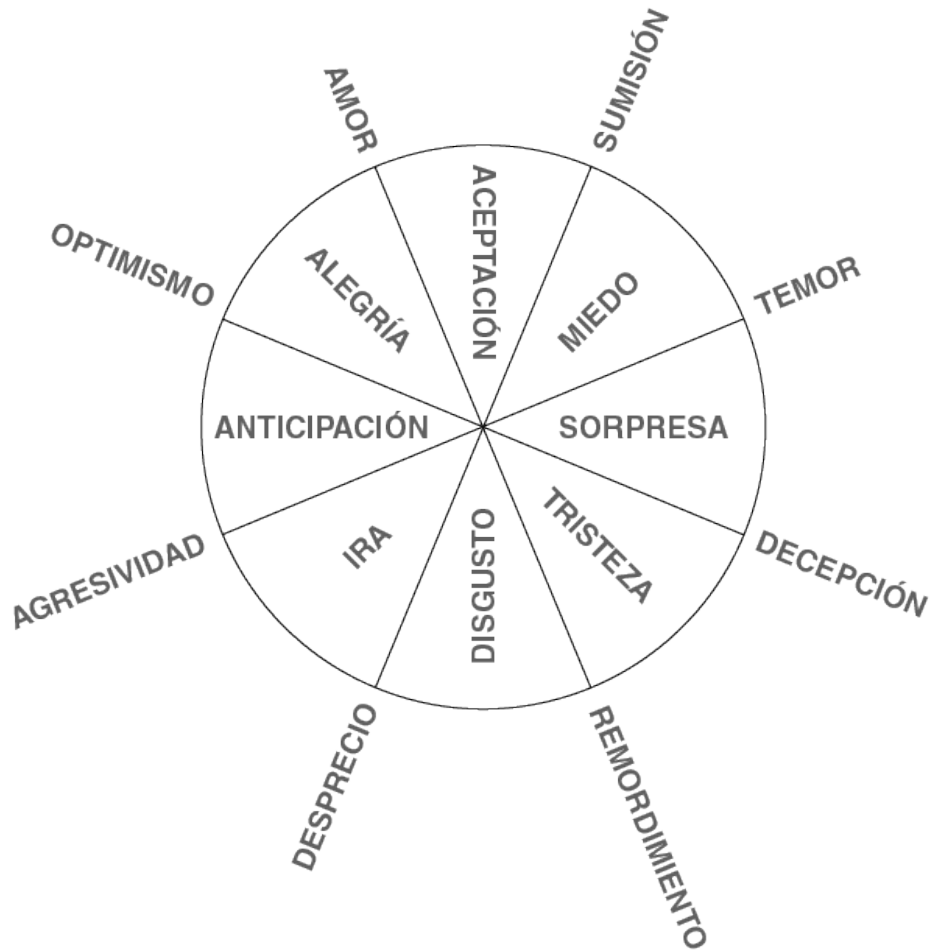 SUMISIÓN
AMOR
ACEPTACIÓN
OPTIMISMO
ALEGRÍA
MIEDO
TEMOR
ANTICIPACIÓN
SORPRESA
AGRESIVIDAD
IRA
DISGUSTO
TRISTEZA
DECEPCIÓN
DESPRECIO
REMORDIMIENTO